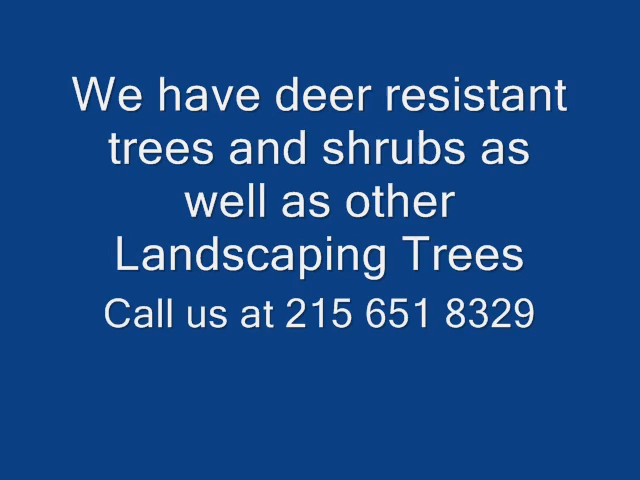 We have deer resistant
trees and shrubs as
well as other
Landscaping Trees
Call us at 215 651 8329